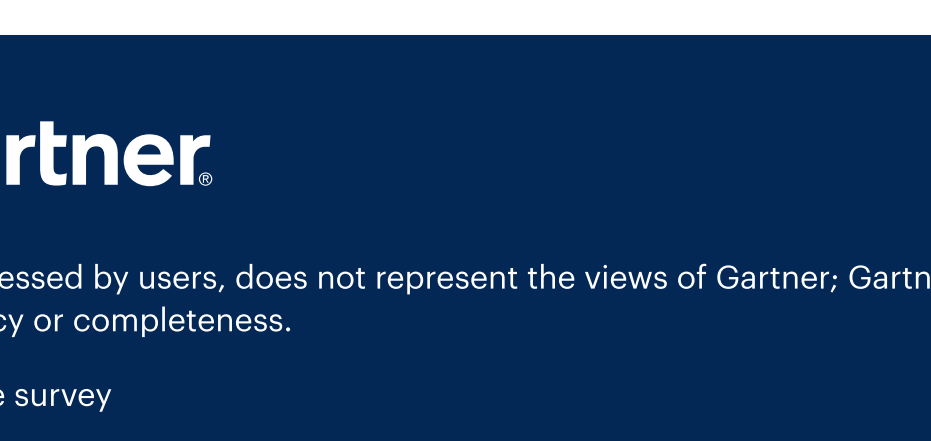 rtner®
essed by users, does not represent the views of Gartner; Gartn
cy or completeness.
e survey